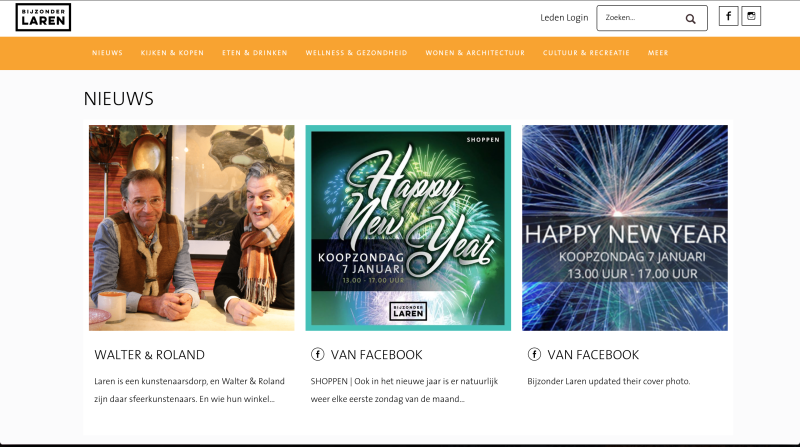 BIJZONDER
LAREN
Leden Login
Zoeken...
f
NIEUWS KIJKEN & KOPEN ETEN & DRINKEN WELLNESS & GEZONDHEID WONEN & ARCHITECTUUR CULTUUR & RECREATIE MEER
NIEUWS
SHOPPEN
Happy
New
Year
KOOPZONDAG
7 JANUARI
13.00 - 17.00 UUR
BIJZONDER
LAREN
HAPPY NEW YEAR
KOOPZONDAG 7 JANUARI
13.00 UUR - 17.00 UUR
WALTER & ROLAND
Laren is een kunstenaarsdorp, en Walter & Roland
zijn daar sfeerkunstenaars. En wie hun winkel...
f VAN FACEBOOK
SHOPPEN | Ook in het nieuwe jaar is er natuurlijk
weer elke eerste zondag van de maand...
f VAN FACEBOOK
Bijzonder Laren updated their cover photo.